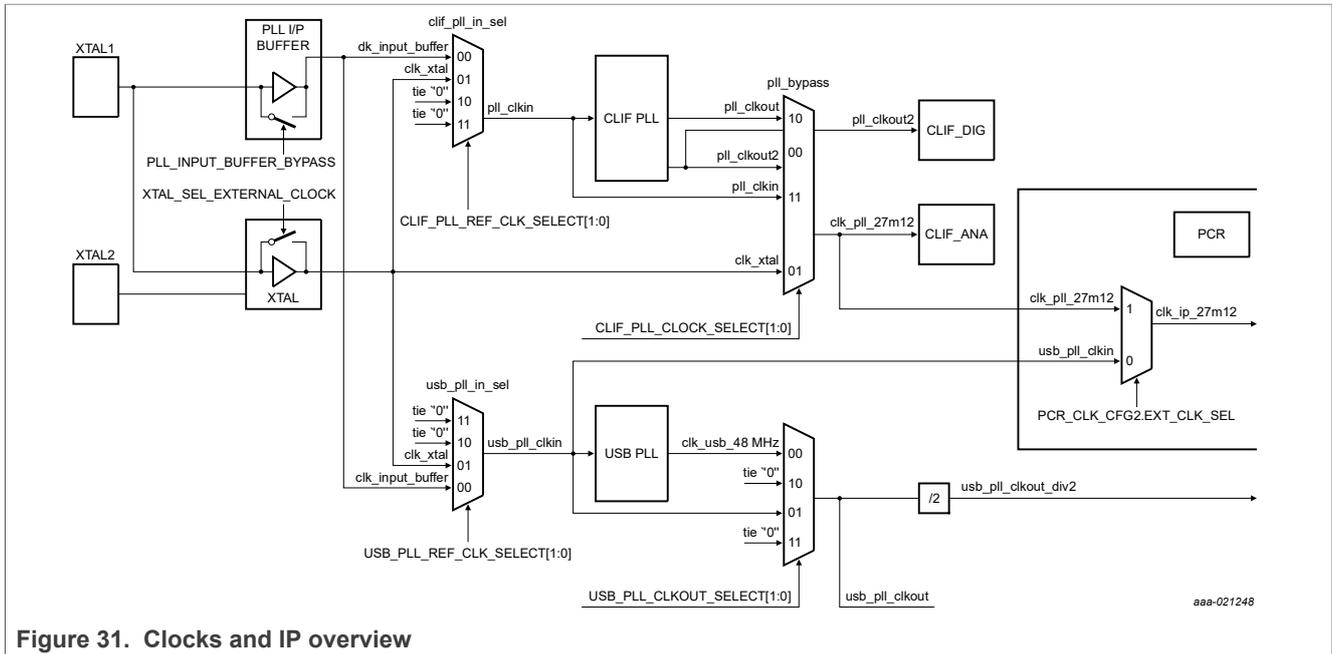 XTAL1
PLL I/P
BUFFER
PLL_INPUT_BUFFER_BYPASS
XTAL_SEL_EXTERNAL_CLOCK
XTAL2
XTAL
clif_pll_in_sel
dk_input_buffer
00
clk_xtal
01
tie `'0''
10
tie `'0''
11
pll_clkin
CLIF_PLL_REF_CLK_SELECT[1:0]
CLIF PLL
pll_bypass
pll_clkout
10
00
pll_clkout2
pll_clkin
11
clk_xtal
01
CLIF_PLL_CLOCK_SELECT[1:0]
pll_clkout2
CLIF_DIG
clk_pll_27m12
CLIF_ANA
PCR
clk_pll_27m12
1
clk_ip_27m12
usb_pll_clkin
0
PCR_CLK_CFG2.EXT_CLK_SEL
usb_pll_in_sel
tie `'0''
11
tie `'0''
10
clk_xtal
01
clk_input_buffer
00
usb_pll_clkin
USB_PLL_REF_CLK_SELECT[1:0]
USB PLL
clk_usb_48 MHz
00
tie `'0''
10
01
tie `'0''
11
USB_PLL_CLKOUT_SELECT[1:0]
/2
usb_pll_clkout_div2
usb_pll_clkout
aaa-021248
Figure 31. Clocks and IP overview